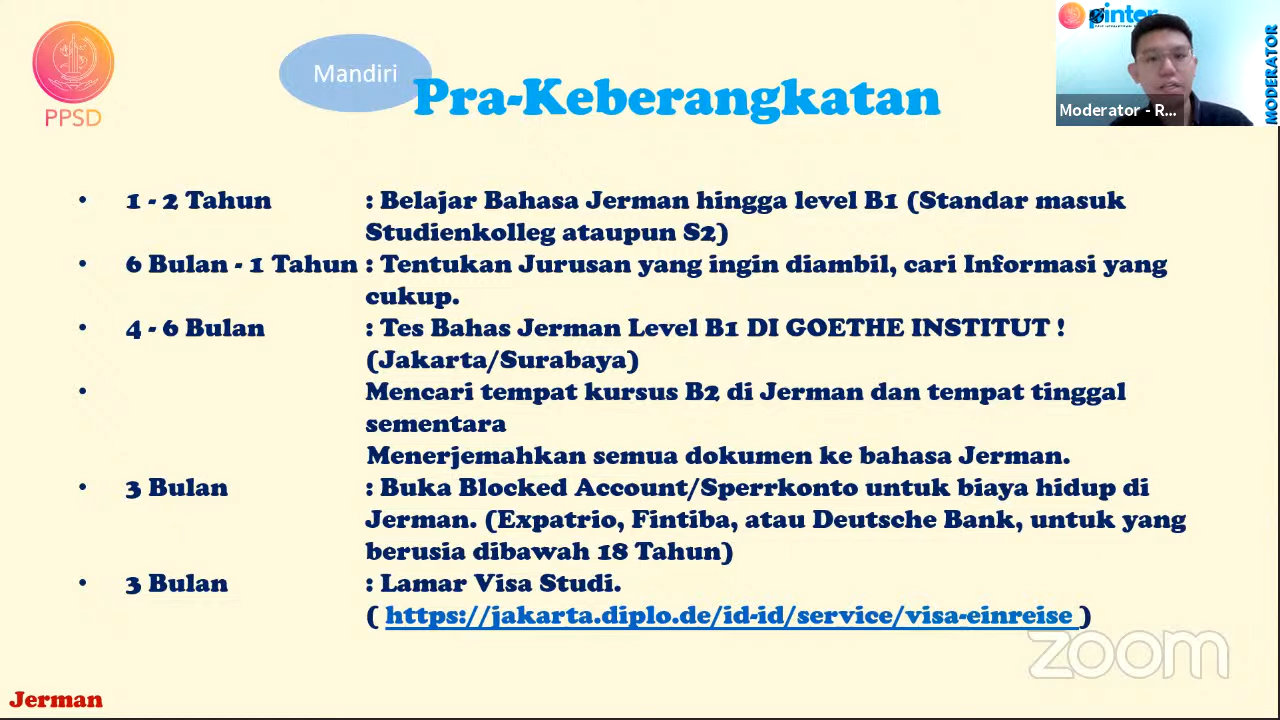 PPSD
Mandiri
Pra-Keberangkatan
pinter
MODERATOR
Moderator - R...
• 1 - 2 Tahun : Belajar Bahasa Jerman hingga level B1 (Standar masuk
Studienkolleg ataupun S2)
• 6 Bulan - 1 Tahun : Tentukan Jurusan yang ingin diambil, cari Informasi yang
cukup.
• 4 - 6 Bulan : Tes Bahas Jerman Level B1 DI GOETHE INSTITUT !
(Jakarta/Surabaya)
• Mencari tempat kursus B2 di Jerman dan tempat tinggal
sementara
Menerjemahkan semua dokumen ke bahasa Jerman.
• 3 Bulan : Buka Blocked Account/Sperrkonto untuk biaya hidup di
Jerman. (Expatrio, Fintiba, atau Deutsche Bank, untuk yang
berusia dibawah 18 Tahun)
• 3 Bulan : Lamar Visa Studi.
( https://jakarta.diplo.de/id-id/service/visa-einreise )
zoom
Jerman